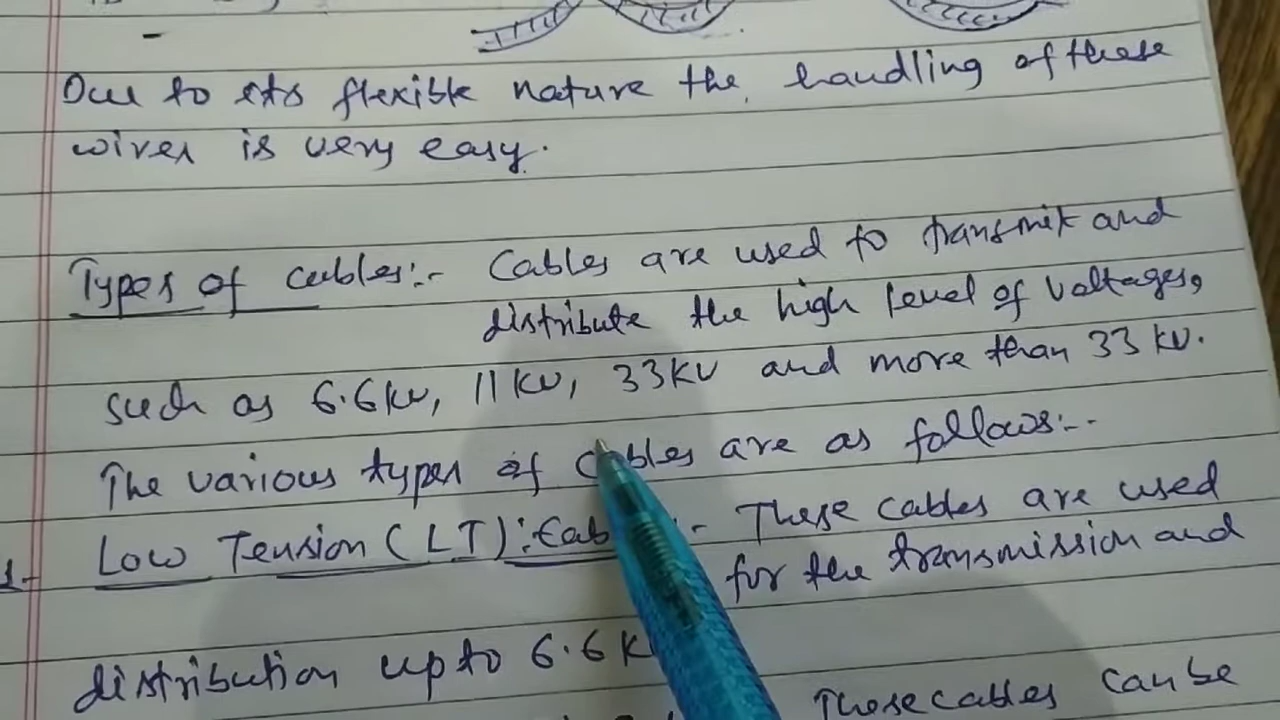 Due to its flexible nature the handling of these
wires is very easy.
Types of cables:- Cables are used to transmit and
distribute the high level of voltages,
such as 6.6kv, 11kv, 33kv and more than 33kv.
The various types of cables are as follows:-
1- Low Tension (LT): Cab :- These cables are used
for the transmission and
distribution upto 6.6k
These cables can be